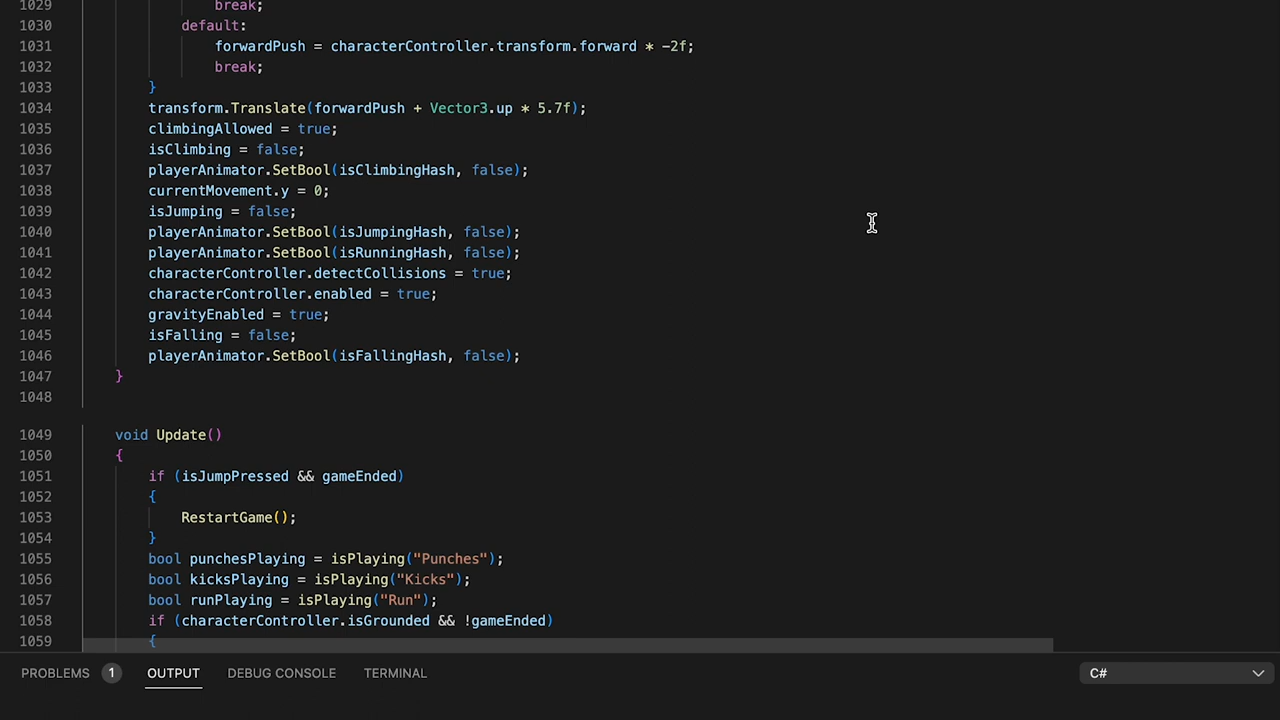 1029 break;
1030 default:
1031 forwardPush = characterController.transform.forward * -2f;
1032 break;
1033 }
1034 transform.Translate(forwardPush + Vector3.up * 5.7f);
1035 climbingAllowed = true;
1036 isClimbing = false;
1037 playerAnimator.SetBool(isClimbingHash, false);
1038 currentMovement.y = 0;
1039 isJumping = false;
1040 playerAnimator.SetBool(isJumpingHash, false);
1041 playerAnimator.SetBool(isRunningHash, false);
1042 characterController.detectCollisions = true;
1043 characterController.enabled = true;
1044 gravityEnabled = true;
1045 isFalling = false;
1046 playerAnimator.SetBool(isFallingHash, false);
1047 }
1048
1049 void Update()
1050 {
1051 if (isJumpPressed && gameEnded)
1052 {
1053 RestartGame();
1054 }
1055 bool punchesPlaying = isPlaying("Punches");
1056 bool kicksPlaying = isPlaying("Kicks");
1057 bool runPlaying = isPlaying("Run");
1058 if (characterController.isGrounded && !gameEnded)
1059 {
PROBLEMS 1 OUTPUT DEBUG CONSOLE TERMINAL C#